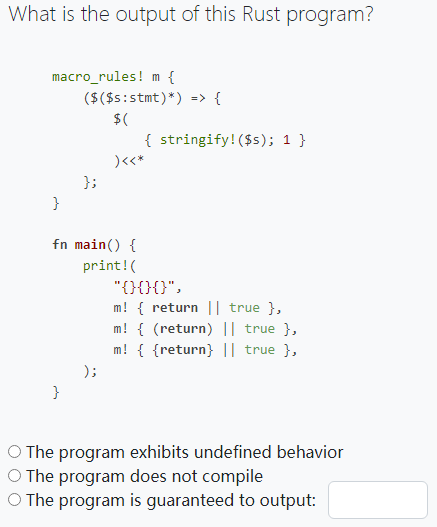 What is the output of this Rust program?
macro_rules! m {
    ($($s:stmt)*) => {
        $(
            { stringify!($s); 1 }
        )<<*
    };
}
fn main() {
    print!(
        "{}{}{}",
        m! { return || true },
        m! { (return) || true },
        m! { {return} || true },
    );
}
The program exhibits undefined behavior
The program does not compile
The program is guaranteed to output: